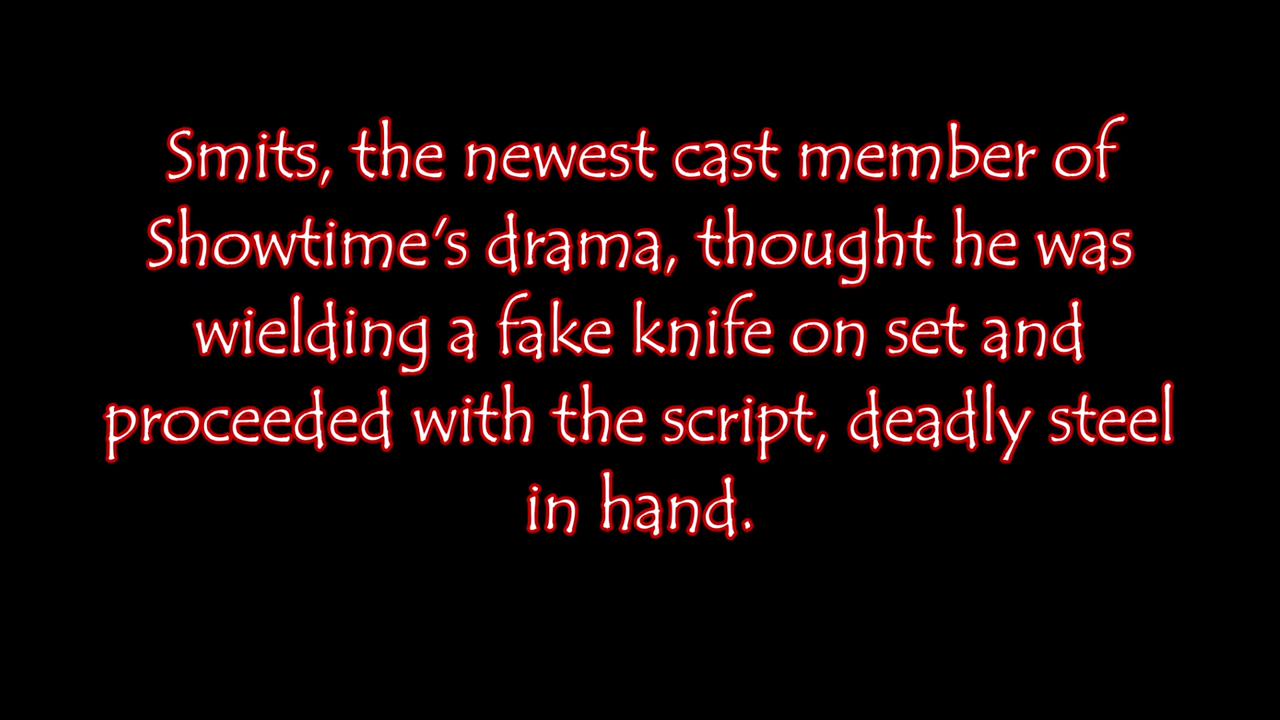 Smits, the newest cast member of
Showtime's drama, thought he was
wielding a fake knife on set and
proceeded with the script, deadly steel
in hand.